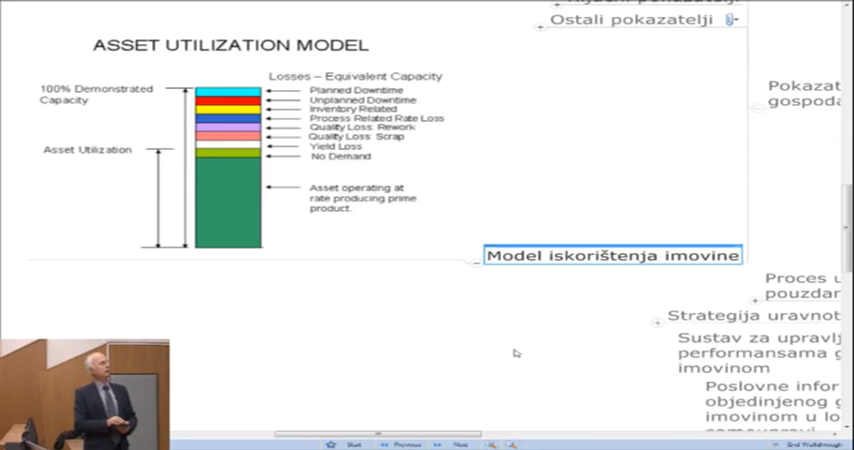 Ostali pokazatelji
ASSET UTILIZATION MODEL
Losses – Equivalent Capacity
100% Demonstrated
Capacity
Planned Downtime
Unplanned Downtime
Inventory Related
Process Related Rate Loss
Quality Loss: Rework
Quality Loss: Scrap
Yield Loss
No Demand
Asset Utilization
Asset operating at
rate producing prime
product.
Pokazat
gospoda
Model iskorištenja imovine
Proces u
pouzdar
Strategija uravnot
Sustav za upravlj
performansama g
imovinom
Poslovne infor
objedinjenog g
imovinom u lo
Start
Previous
Next
End Walkthrough